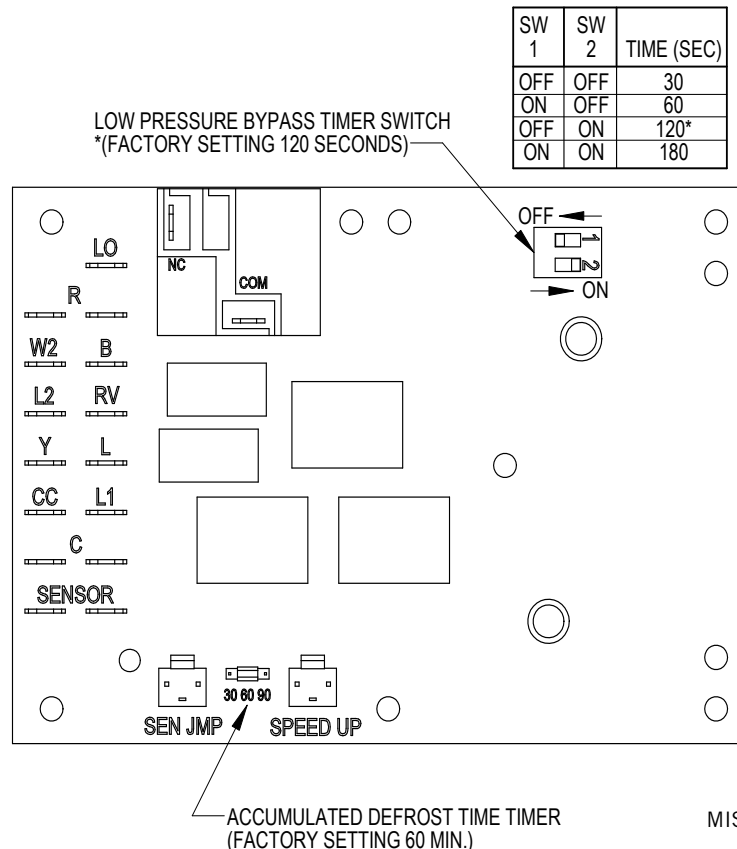 SW 1 SW 2 TIME (SEC)
OFF OFF 30
ON OFF 60
OFF ON 120*
ON ON 180
LOW PRESSURE BYPASS TIMER SWITCH
*(FACTORY SETTING 120 SECONDS)
OFF
1
2
ON
LO
NC
COM
R
W2 B
L2 RV
Y L
CC L1
C
SENSOR
30 60 90
SEN JMP SPEED UP
ACCUMULATED DEFROST TIME TIMER
(FACTORY SETTING 60 MIN.)
MIS